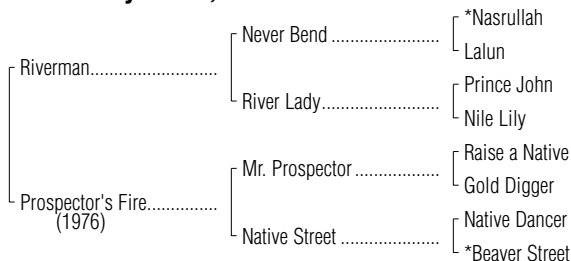 *Nasrullah
Never Bend ........................
Lalun
Riverman............................
Prince John
River Lady..........................
Nile Lily
Raise a Native
Mr. Prospector ...................
Gold Digger
Prospector's Fire...............
(1976)
Native Dancer
Native Street ......................
*Beaver Street